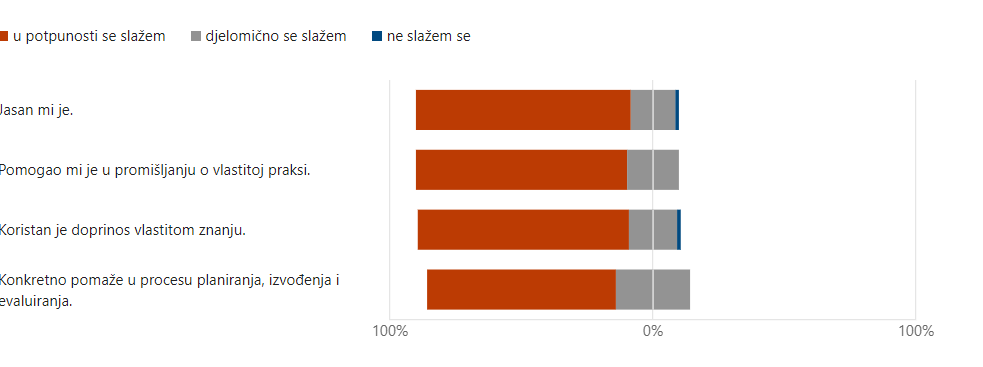 u potpunosti se slažem djelomično se slažem ne slažem se
Jasan mi je.
Pomogao mi je u promišljanju o vlastitoj praksi.
Koristan je doprinos vlastitom znanju.
Konkretno pomaže u procesu planiranja, izvođenja i
evaluiranja.
100% 0% 100%